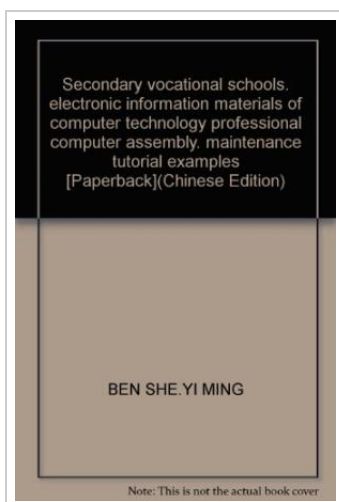 Secondary vocational schools.
electronic information materials of
computer technology professional
computer assembly. maintenance
tutorial examples
[Paperback](Chinese Edition)
BEN SHE.YI MING
Note: This is not the actual book cover